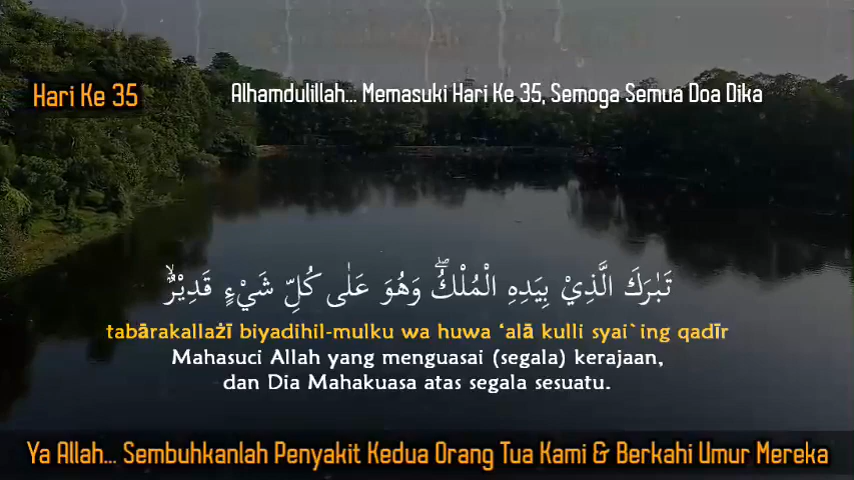 Hari Ke 35
Alhamdulillah... Memasuki Hari Ke 35, Semoga Semua Doa Dika
تَبٰرَكَ الَّذِيْ بِيَدِهِ الْمُلْكُۖ وَهُوَ عَلٰى كُلِّ شَيْءٍ قَدِيْرٌۙ
tabārakallażī biyadihil-mulku wa huwa ‘alā kulli syai`ing qadīr
Mahasuci Allah yang menguasai (segala) kerajaan,
dan Dia Mahakuasa atas segala sesuatu.
Ya Allah... Sembuhkanlah Penyakit Kedua Orang Tua Kami & Berkahi Umur Mereka